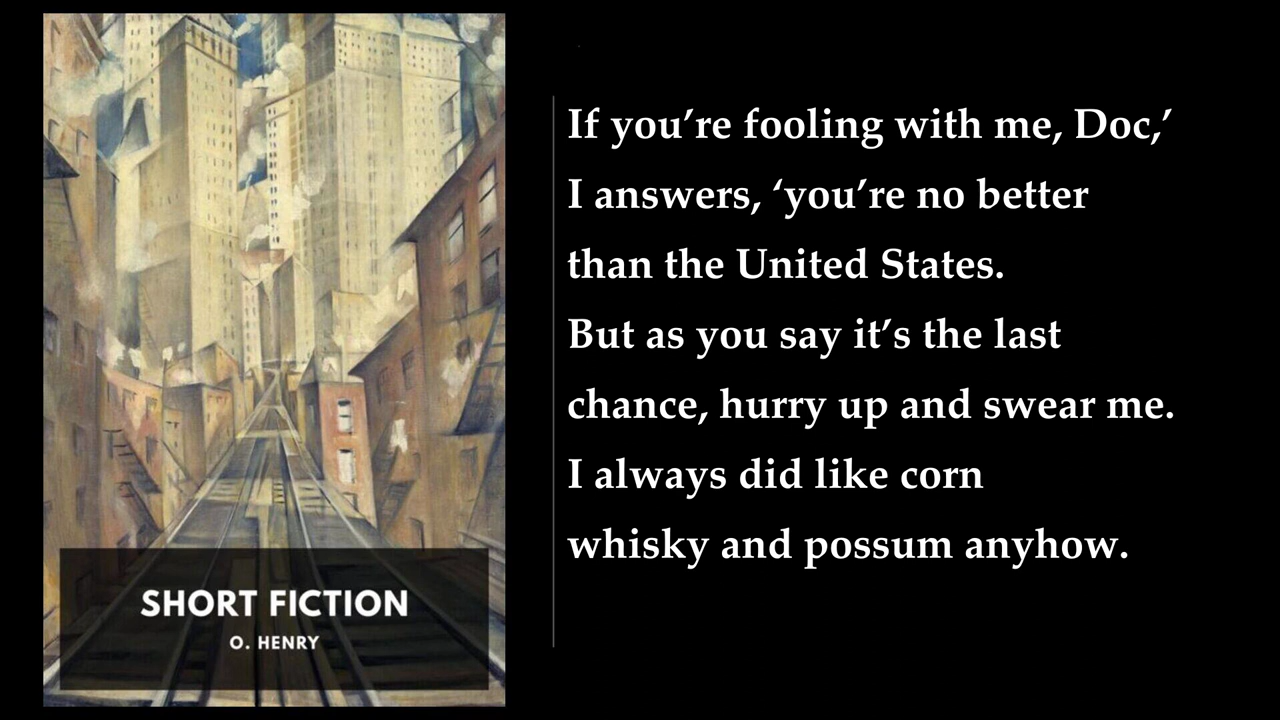 If you’re fooling with me, Doc,’
I answers, ‘you’re no better
than the United States.
But as you say it’s the last
chance, hurry up and swear me.
I always did like corn
whisky and possum anyhow.
SHORT FICTION
O. HENRY